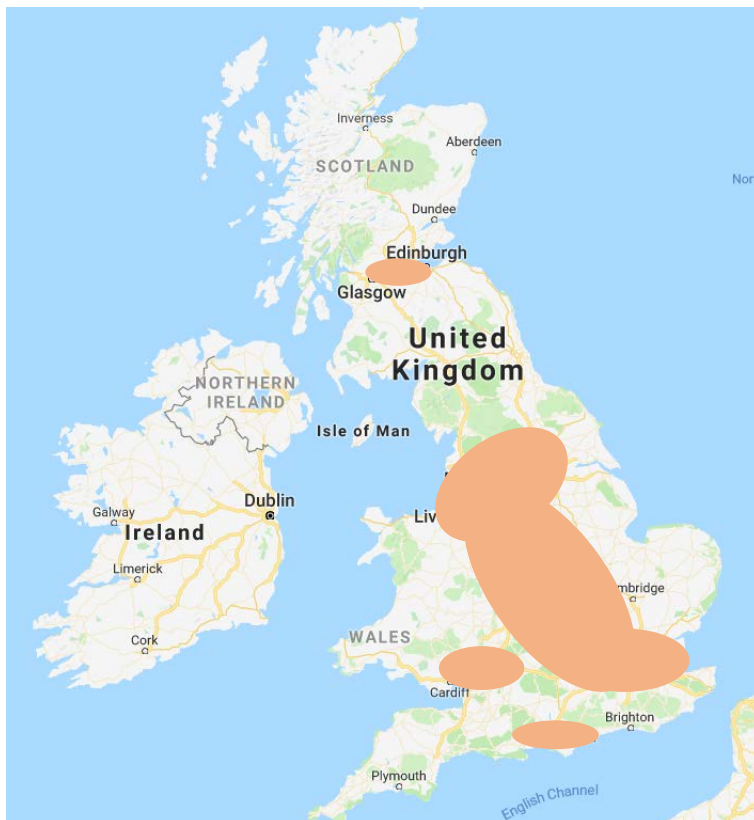 Inverness
Aberdeen
SCOTLAND
Nor
Dundee
Edinburgh
Glasgow
United
Kingdom
NORTHERN
IRELAND
Isle of Man
Dublin
Galway
Ireland
Liv
Limerick
mbridge
Cork
WALES
Cardiff
Brighton
Plymouth
English Channel